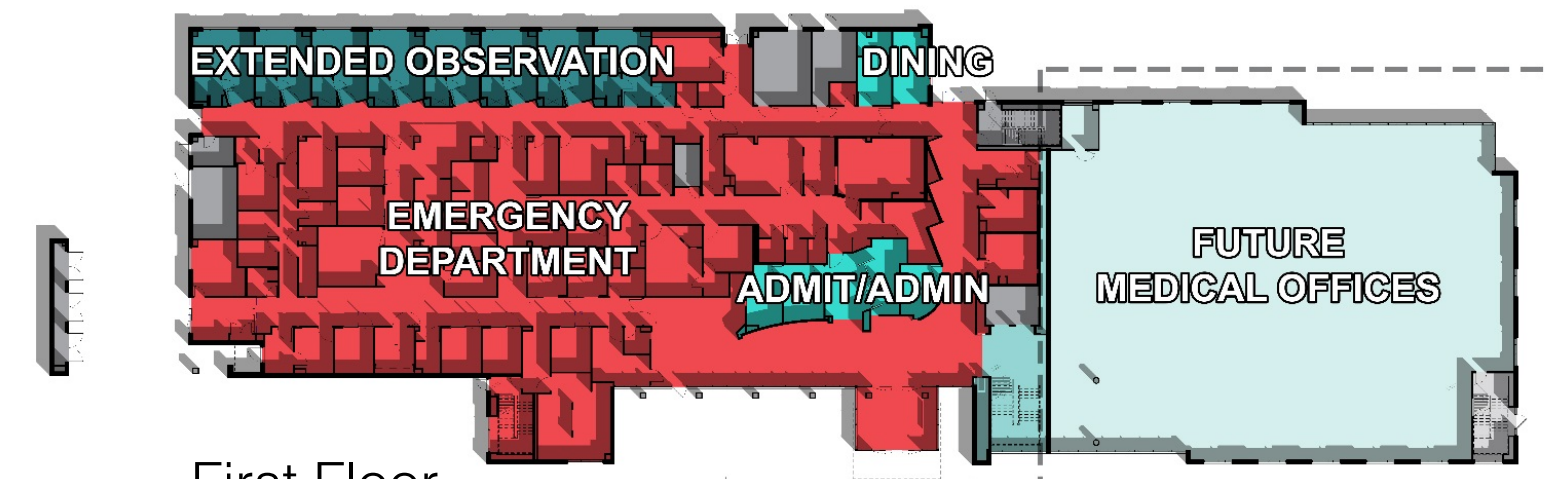 EXTENDED OBSERVATION
DINING
EMERGENCY
DEPARTMENT
ADMIT/ADMIN
FUTURE
MEDICAL OFFICES
First Floor